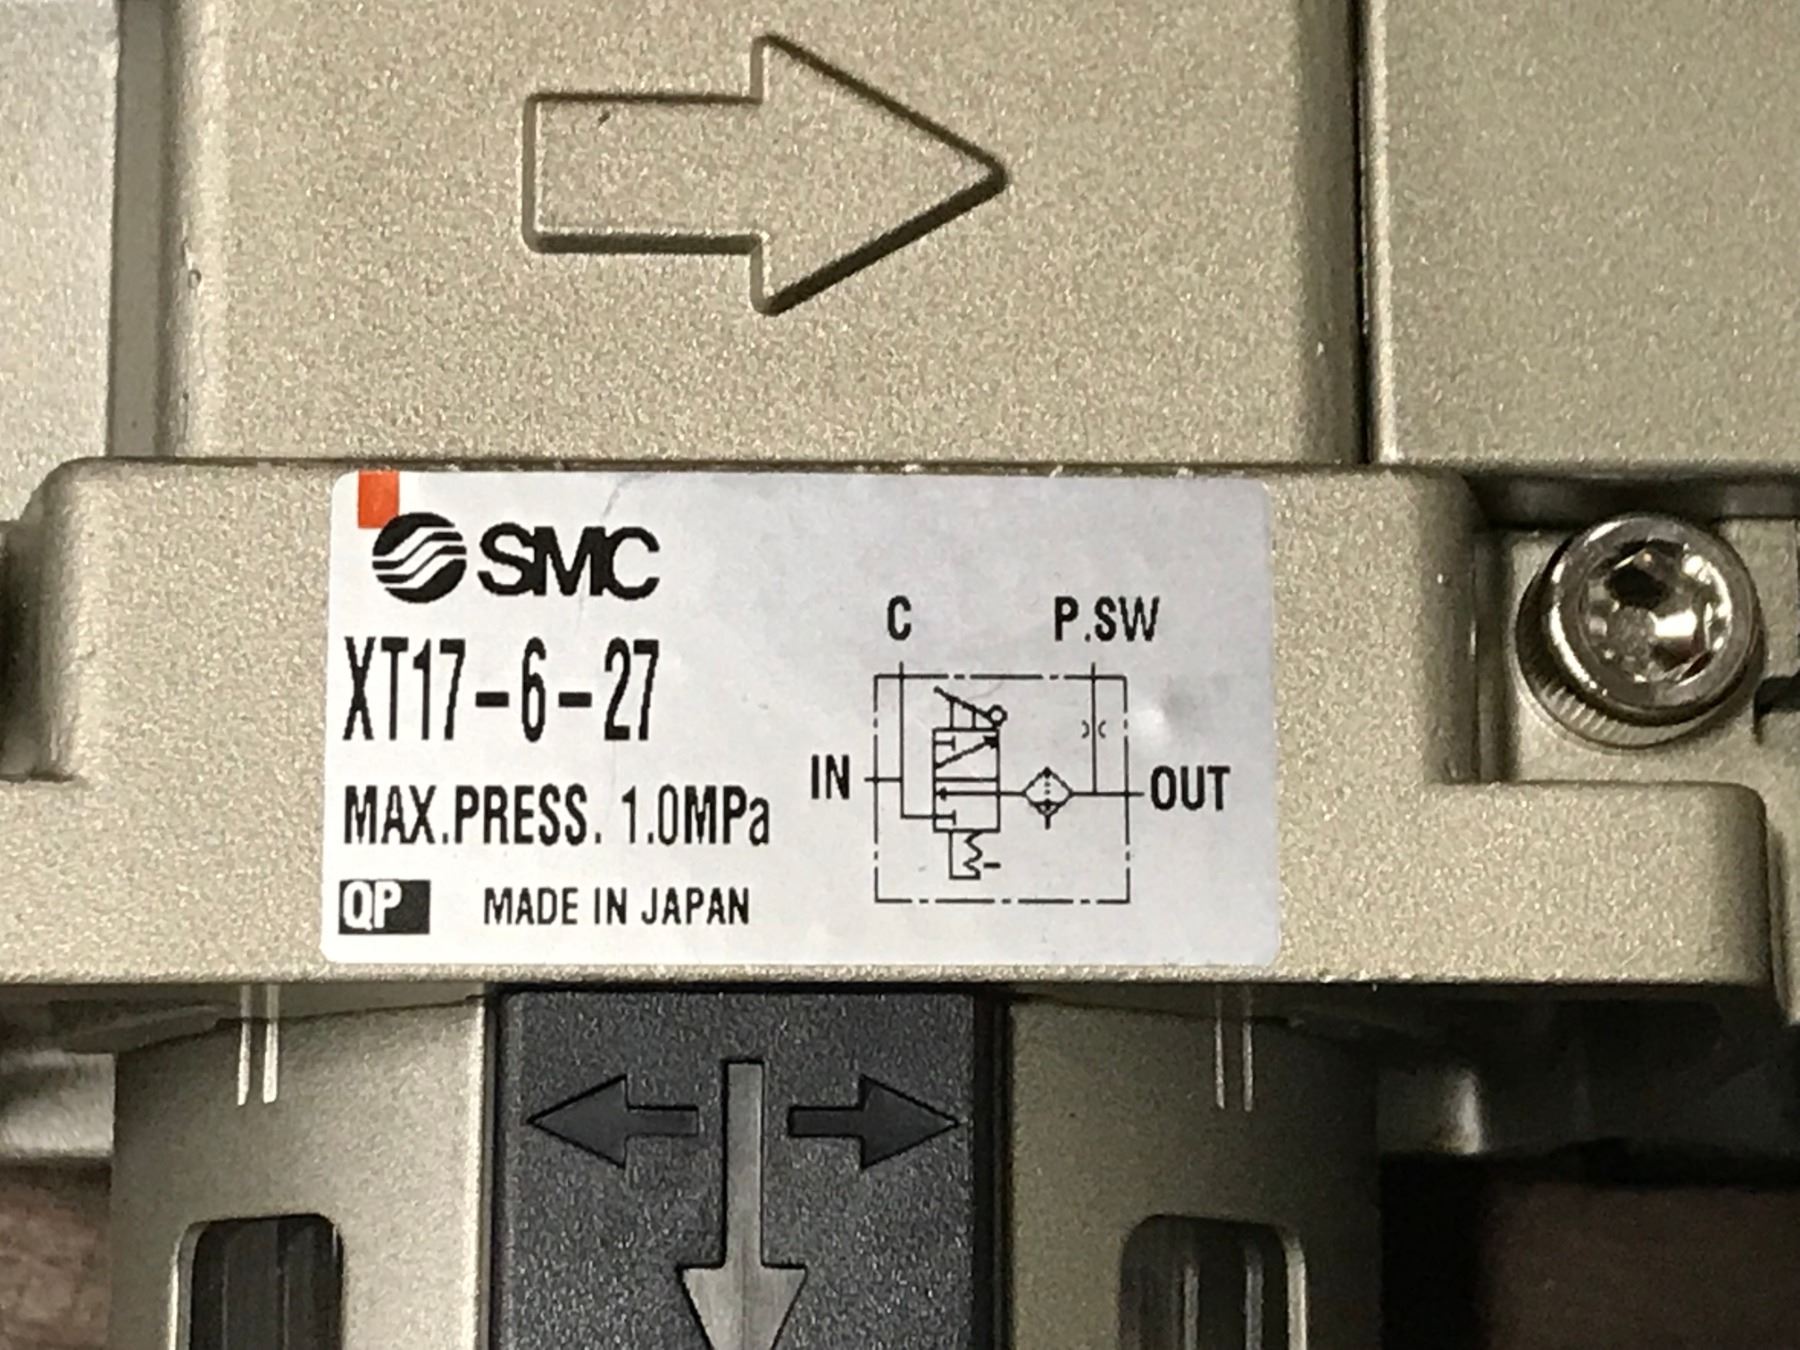 SMC
XT17-6-27
MAX.PRESS. 1.0MPa
QP MADE IN JAPAN
C P.SW
IN OUT